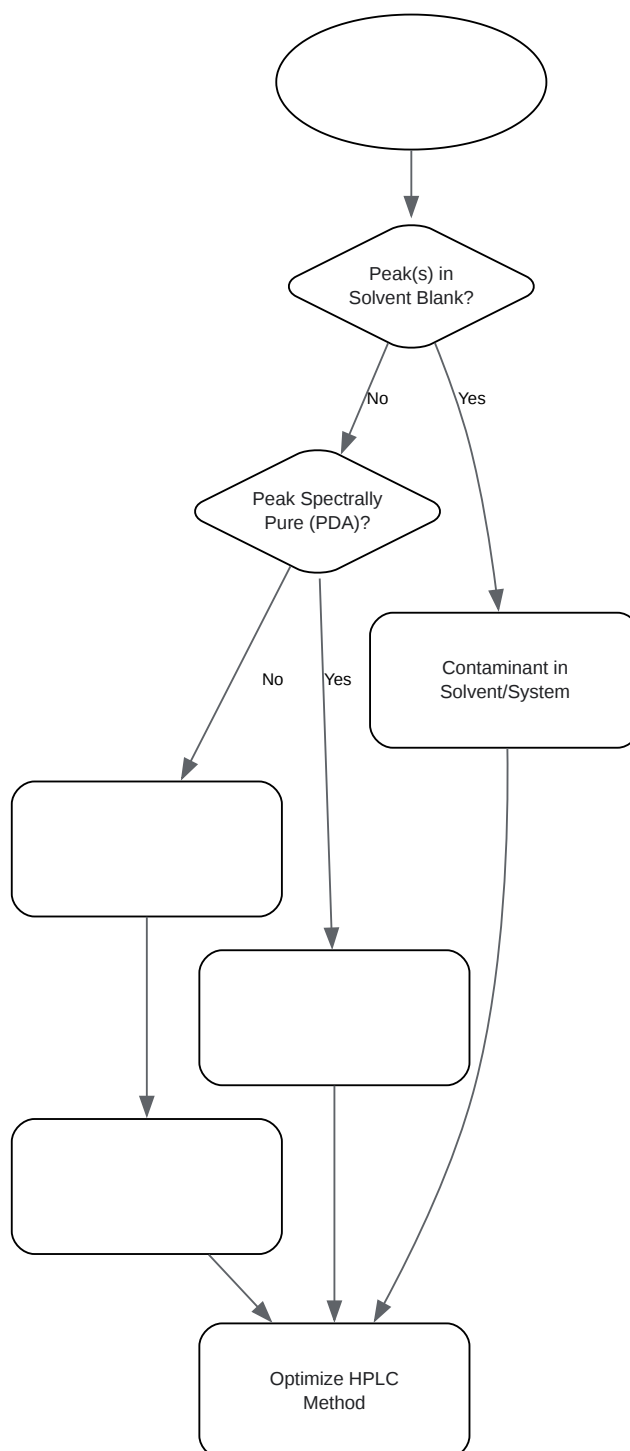 Peak(s) in
Solvent Blank?
No
Yes
Peak Spectrally
Pure (PDA)?
No
Yes
Contaminant in
Solvent/System
Optimize HPLC
Method